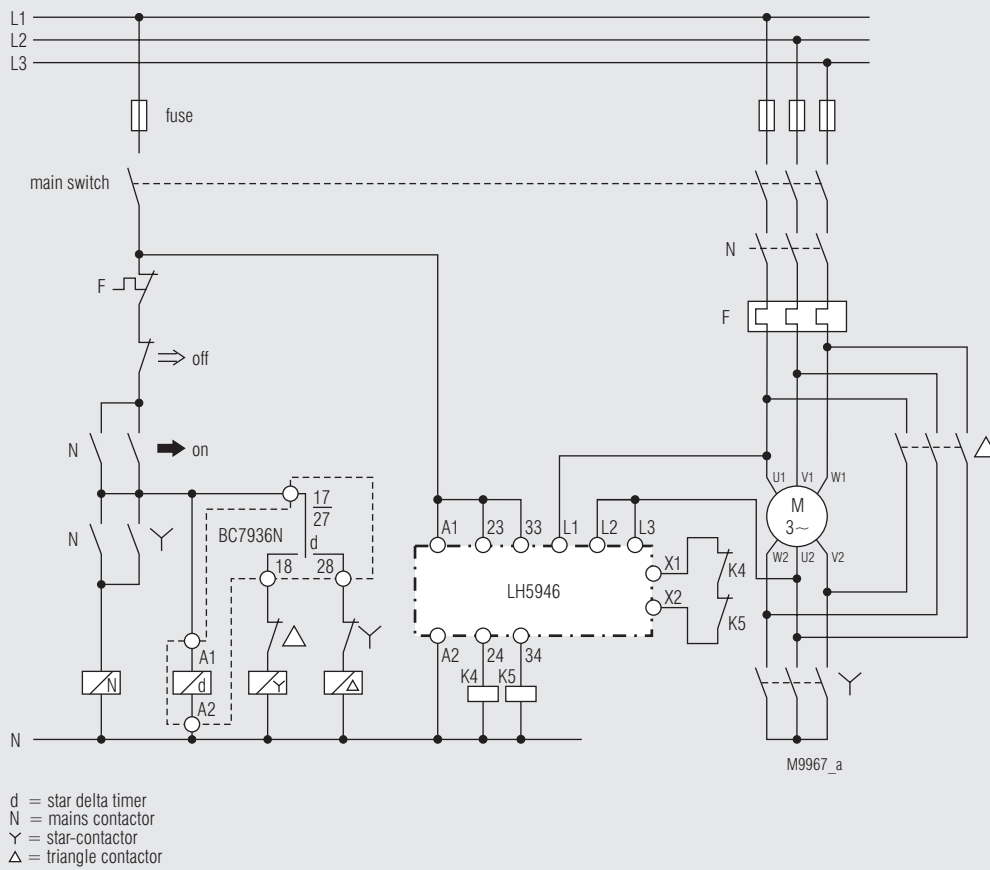 L1
L2
L3
fuse
main switch
N
F
F
off
N
on
U1 V1 W1
M
3~
17
27
BC7936N
d
18 28
A1 23 33 L1 L2 L3
W2 U2 V2
N
X1
K4
LH5946
X2
K5
A1
A2 24 34
K4 K5
N
d
Y
△
A2
N
M9967_a
d = star delta timer
N = mains contactor
Y = star-contactor
△ = triangle contactor